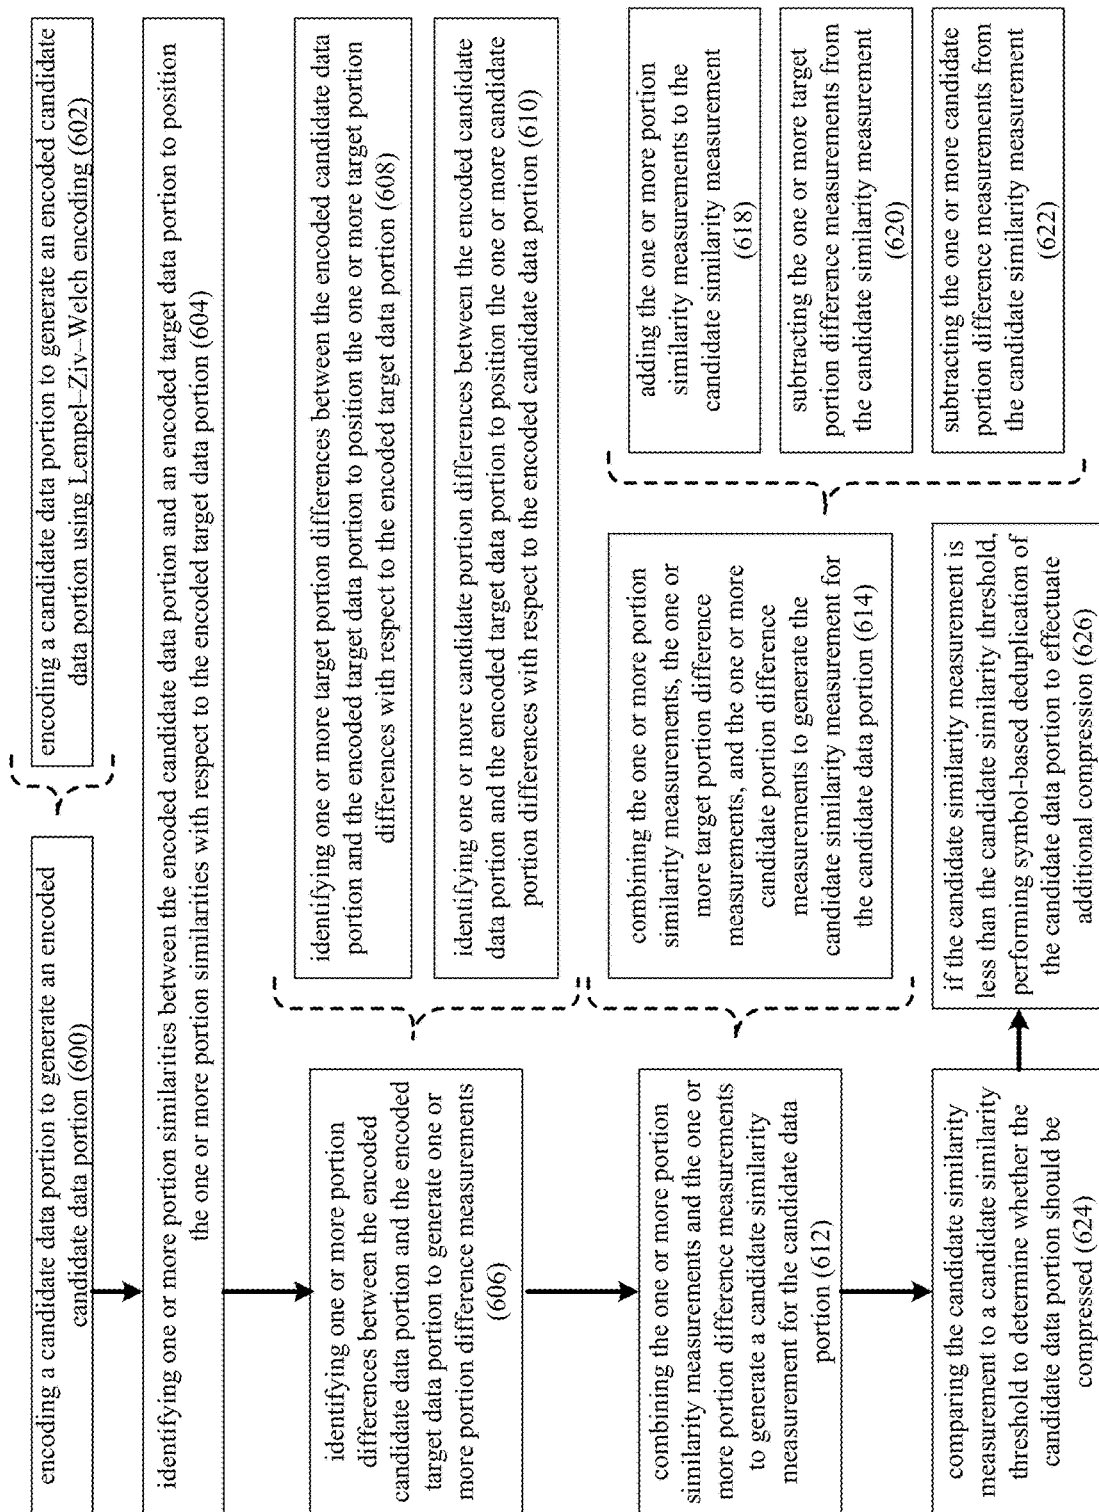 encoding a candidate data portion to generate an encoded
candidate data portion (600)
encoding a candidate data portion to generate an encoded candidate
data portion using Lempel–Ziv–Welch encoding (602)
identifying one or more portion similarities between the encoded candidate data portion and an encoded target data portion to position
the one or more portion similarities with respect to the encoded target data portion (604)
identifying one or more portion
differences between the encoded
candidate data portion and the encoded
target data portion to generate one or
more portion difference measurements
(606)
identifying one or more target portion differences between the encoded candidate data
portion and the encoded target data portion to position the one or more target portion
differences with respect to the encoded target data portion (608)
identifying one or more candidate portion differences between the encoded candidate
data portion and the encoded target data portion to position the one or more candidate
portion differences with respect to the encoded candidate data portion (610)
combining the one or more portion
similarity measurements and the one or
more portion difference measurements
to generate a candidate similarity
measurement for the candidate data
portion (612)
combining the one or more portion
similarity measurements, the one or
more target portion difference
measurements, and the one or more
candidate portion difference
measurements to generate the
candidate similarity measurement for
the candidate data portion (614)
adding the one or more portion
similarity measurements to the
candidate similarity measurement
(618)
subtracting the one or more target
portion difference measurements from
the candidate similarity measurement
(620)
subtracting the one or more candidate
portion difference measurements from
the candidate similarity measurement
(622)
comparing the candidate similarity
measurement to a candidate similarity
threshold to determine whether the
candidate data portion should be
compressed (624)
if the candidate similarity measurement is
less than the candidate similarity threshold,
performing symbol-based deduplication of
the candidate data portion to effectuate
additional compression (626)